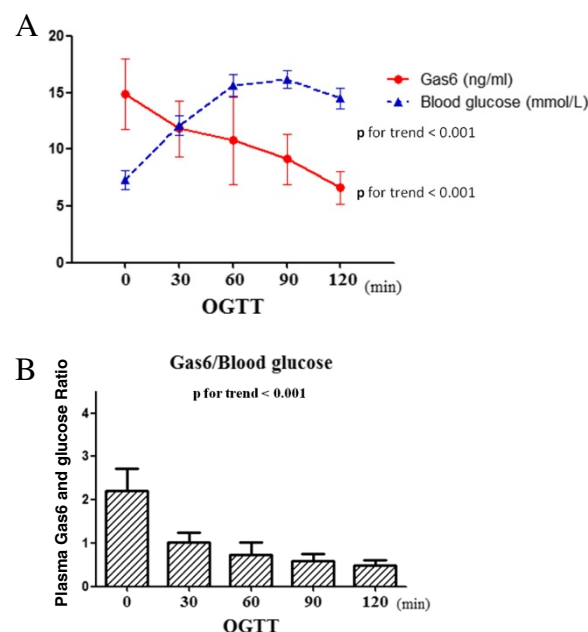 A
20
15
10
5
0
Gas6 (ng/ml)
Blood glucose (mmol/L)
p for trend < 0.001
p for trend < 0.001
0 30 60 90 120 (min)
OGTT
B
Gas6/Blood glucose
p for trend < 0.001
Plasma Gas6 and glucose Ratio
4
3
2
1
0
0 30 60 90 120 (min)
OGTT